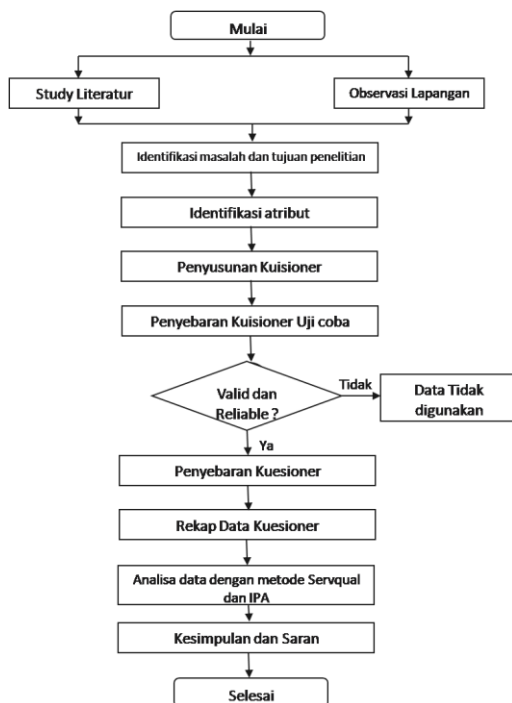 Mulai
Study Literatur
Observasi Lapangan
Identifikasi masalah dan tujuan penelitian
Identifikasi atribut
Penyusunan Kuisioner
Penyebaran Kuisioner Uji coba
Valid dan
Reliable ?
Tidak
Data Tidak
digunakan
Ya
Penyebaran Kuesioner
Rekap Data Kuesioner
Analisa data dengan metode Servqual
dan IPA
Kesimpulan dan Saran
Selesai